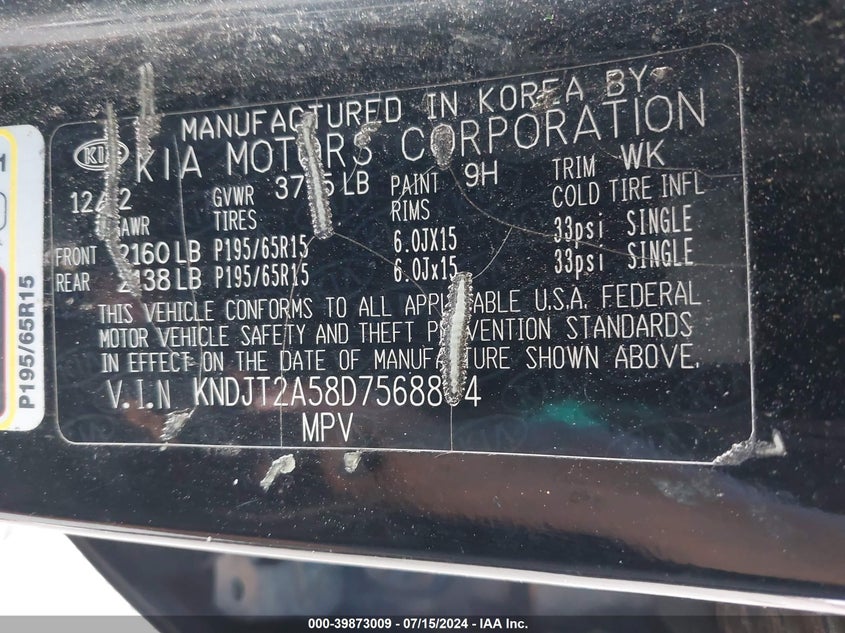 MANUFACTURED IN KOREA BY
KIA KIA MOTORS CORPORATION
GVWR LB PAINT 9H TRIM WK
TIRES RIMS COLD TIRE INFL
FRONT LB P195/65R15 6.0JX15 33psi SINGLE
REAR LB P195/65R15 6.0Jx15 33psi SINGLE
THIS VEHICLE CONFORMS TO ALL U.S.A. FEDERAL
MOTOR VEHICLE SAFETY AND THEFT PREVENTION STANDARDS
IN EFFECT ON THE DATE OF MANUFACTURE SHOWN ABOVE.
V.I.N
MPV
P195/65R15
000-39873009 - 07/15/2024 - IAA Inc.